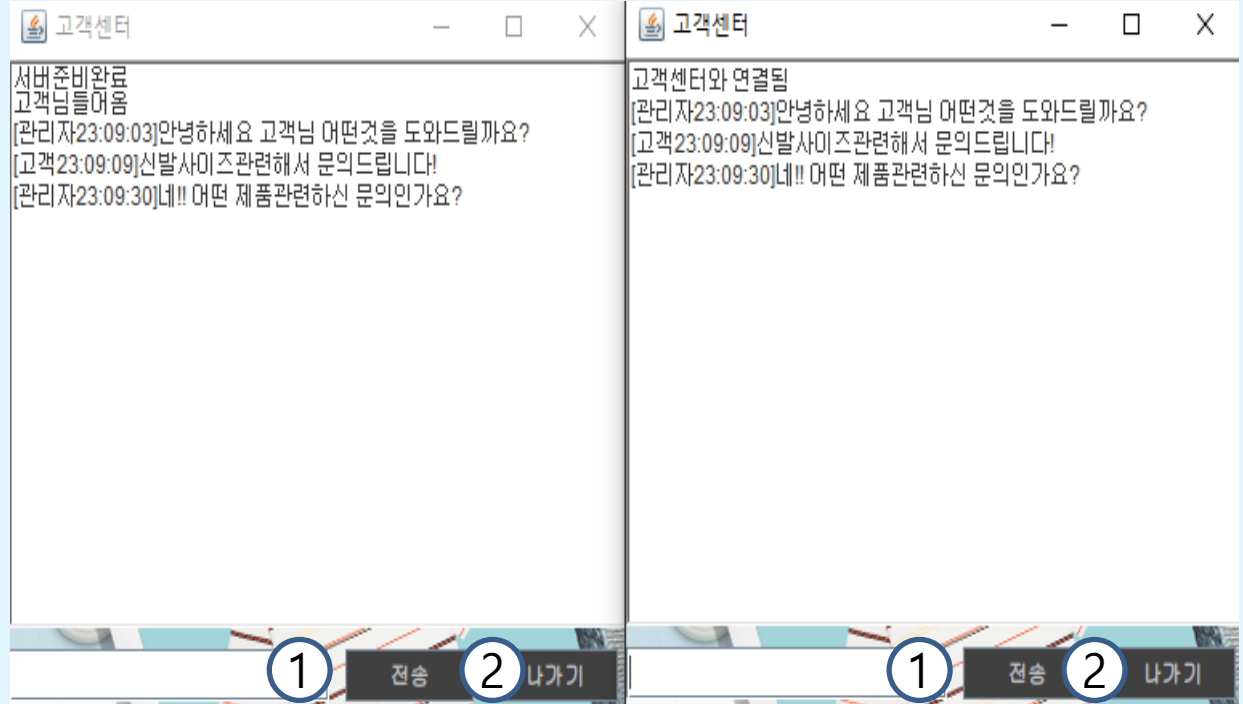 고객센터
서버준비완료
고객님들어옴
[관리자23:09:03]안녕하세요 고객님 어떤것을 도와드릴까요?
[고객23:09:09]신발사이즈관련해서 문의드립니다!
[관리자23:09:30]네!! 어떤 제품관련하신 문의인가요?
1 전송 2 나가기
고객센터
고객센터와 연결됨
[관리자23:09:03]안녕하세요 고객님 어떤것을 도와드릴까요?
[고객23:09:09]신발사이즈관련해서 문의드립니다!
[관리자23:09:30]네!! 어떤 제품관련하신 문의인가요?
1 전송 2 나가기